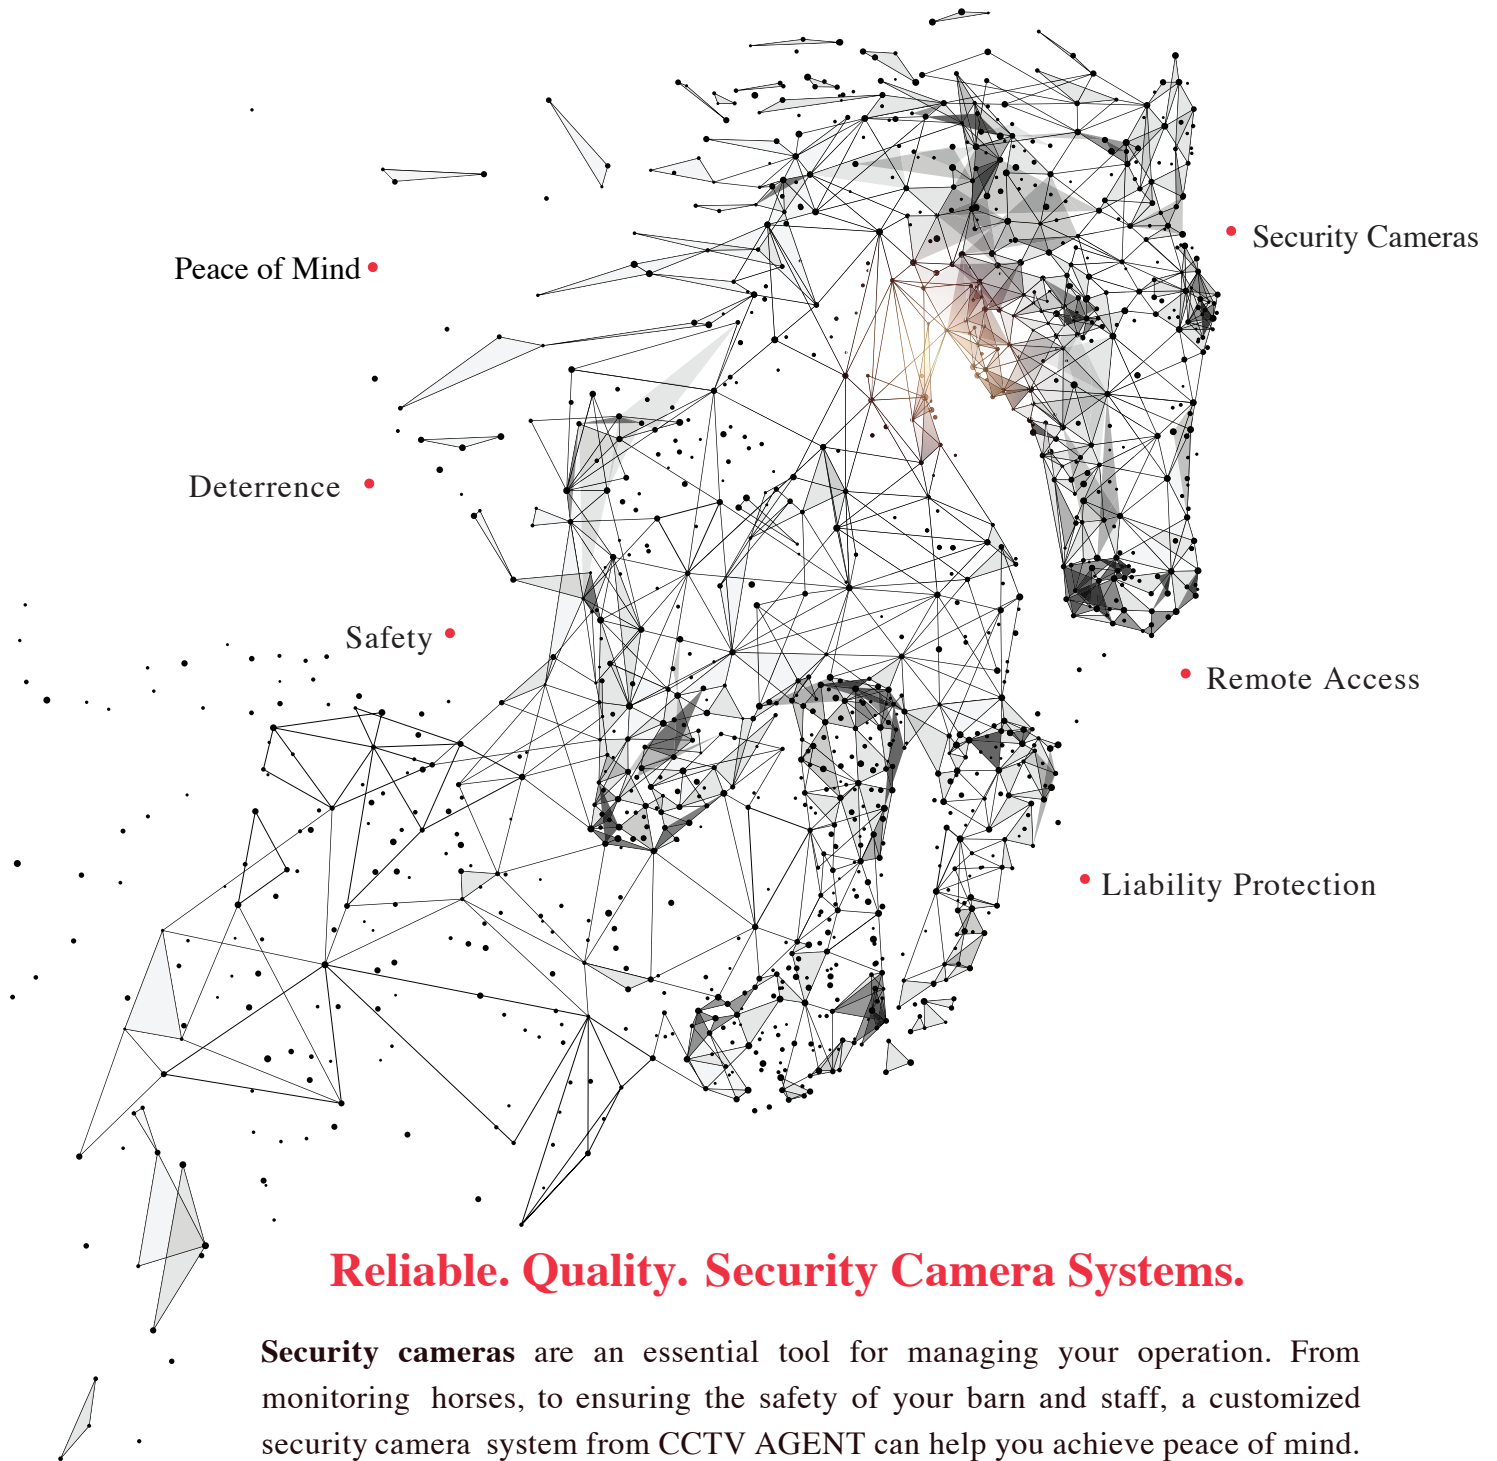 Security Cameras
Peace of Mind
Deterrence
Safety
Remote Access
Liability Protection
Reliable. Quality. Security Camera Systems.
Security cameras are an essential tool for managing your operation. From
monitoring horses, to ensuring the safety of your barn and staff, a customized
security camera system from CCTV AGENT can help you achieve peace of mind.